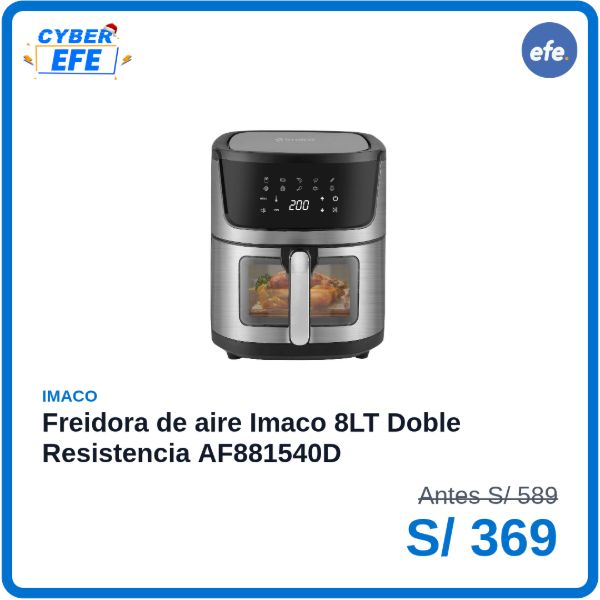 CYBER
EFE
efe.
200
IMACO
Freidora de aire Imaco 8LT Doble
Resistencia AF881540D
Antes S/ 589
S/ 369